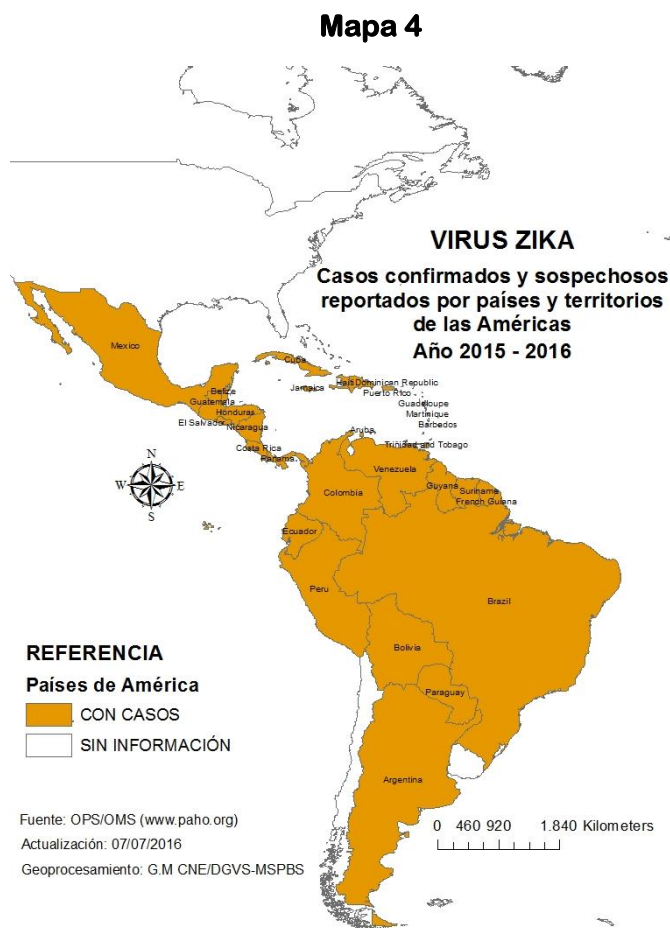 Mapa 4
VIRUS ZIKA
Casos confirmados y sospechosos
reportados por países y territorios
de las Américas
Año 2015 - 2016
Mexico
Cuba
Jamaica
Haiti
Dominican Republic
Puerto Rico
Belize
Guatemala
Honduras
El Salvador
Nicaragua
Guadeloupe
Martinique
Barbedos
Aruba
Costa Rica
Panama
Trinidad and Tobago
Venezuela
Guyana
Suriname
French Guiana
Colombia
Ecuador
Peru
Brazil
Bolivia
Paraguay
Argentina
N
W E
S
REFERENCIA
Países de América
CON CASOS
SIN INFORMACIÓN
Fuente: OPS/OMS (www.paho.org)
Actualización: 07/07/2016
Geoprocesamiento: G.M CNE/DGVS-MSPBS
0 460 920 1.840 Kilometers